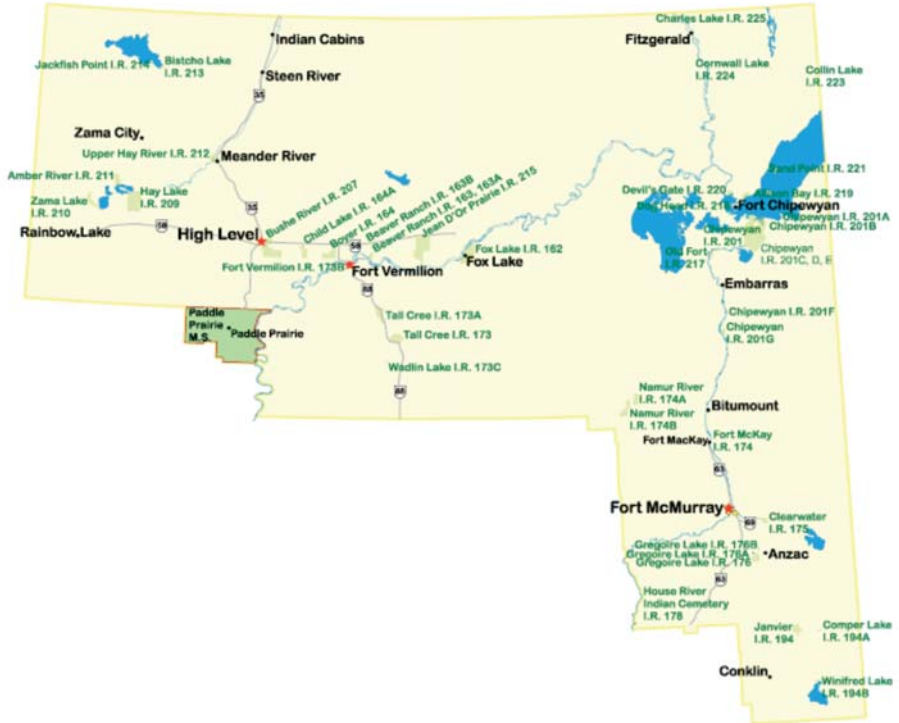 Charles Lake I.R. 225
Indian Cabins
Fitzgerald
Jackfish Point I.R. 214
Bistcho Lake
I.R. 213
Steen River
Cornwall Lake
I.R. 224
Collin Lake
I.R. 223
35
Zama City
Upper Hay River I.R. 212
Meander River
Sand Point I.R. 221
Amber River I.R. 211
Hay Lake
I.R. 209
Zama Lake
I.R. 210
35
58
Rainbow Lake
High Level
Bushe River I.R. 207
Child Lake I.R. 164A
Boyer I.R. 164
Beaver Ranch I.R. 163B
Beaver Ranch I.R. 163, 163A
Jean D'Or Prairie I.R. 215
58
Devil's Gate I.R. 220
Allison Bay I.R. 219
Dog Head I.R. 218
Fort Chipewyan
Chipewyan I.R. 201A
Chipewyan I.R. 201B
Chipewyan
I.R. 201
Chipewyan
I.R. 201C, D, E
Old Fort
I.R. 217
Fox Lake I.R. 162
Fox Lake
Fort Vermilion I.R. 173B
Fort Vermilion
88
Embarras
Paddle
Prairie
M.S.
Paddle Prairie
Tall Cree I.R. 173A
Tall Cree I.R. 173
Wadlin Lake I.R. 173C
88
Chipewyan I.R. 201F
Chipewyan
I.R. 201G
Namur River
I.R. 174A
Namur River
I.R. 174B
Bitumount
Fort MacKay
Fort McKay
I.R. 174
63
Fort McMurray
69
Clearwater
I.R. 175
Gregoire Lake I.R. 176B
Gregoire Lake I.R. 176A
Gregoire Lake I.R. 176
Anzac
63
House River
Indian Cemetery
I.R. 178
Janvier
I.R. 194
Comper Lake
I.R. 194A
Conklin
Winifred Lake
I.R. 194B